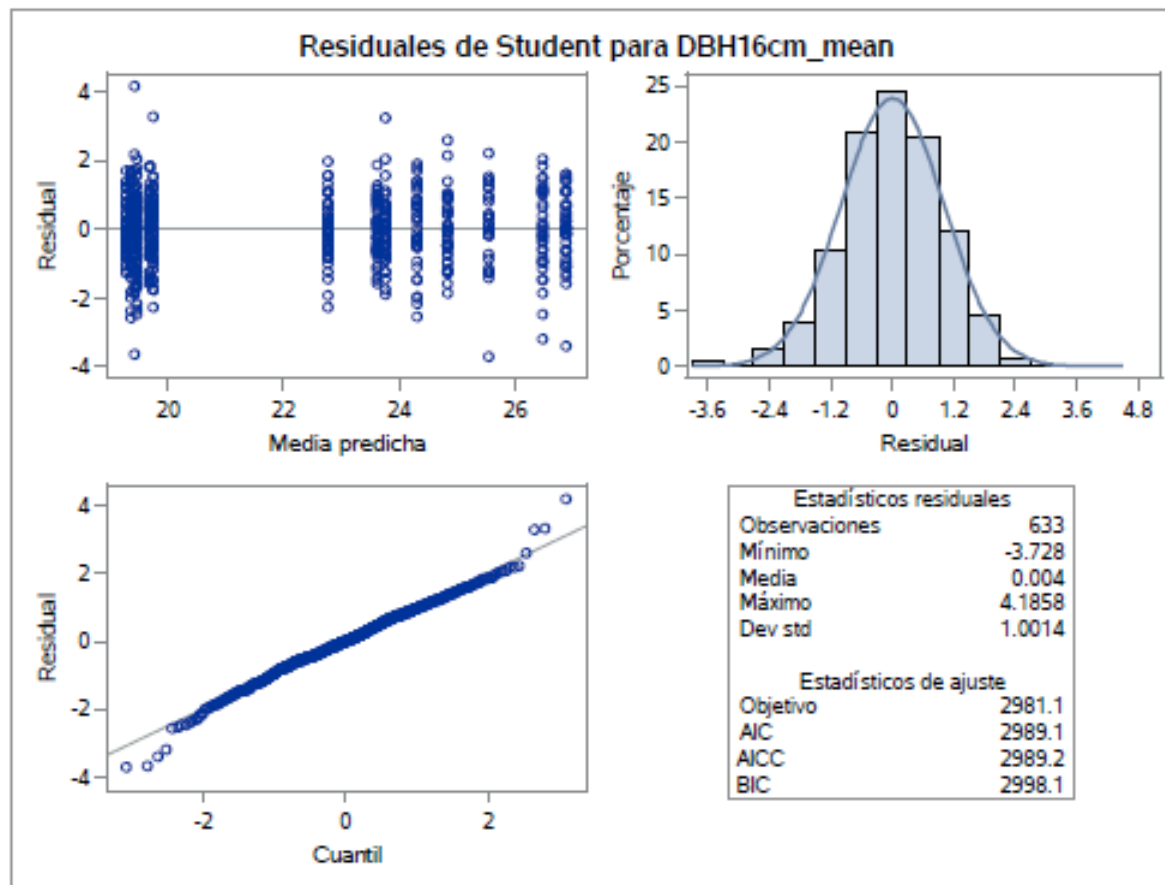 Residuales de Student para DBH16cm_mean
4
2
0
-2
-4
Residual
20 22 24 26
Media predicha
25
20
15
10
5
0
Porcentaje
-3.6 -2.4 -1.2 0 1.2 2.4 3.6 4.8
Residual
4
2
0
-2
-4
Residual
-2 0 2
Cuantil
Estadísticos residuales
Observaciones 633
Mínimo -3.728
Media 0.004
Máximo 4.1858
Dev std 1.0014
Estadísticos de ajuste
Objetivo 2981.1
AIC 2989.1
AICC 2989.2
BIC 2998.1